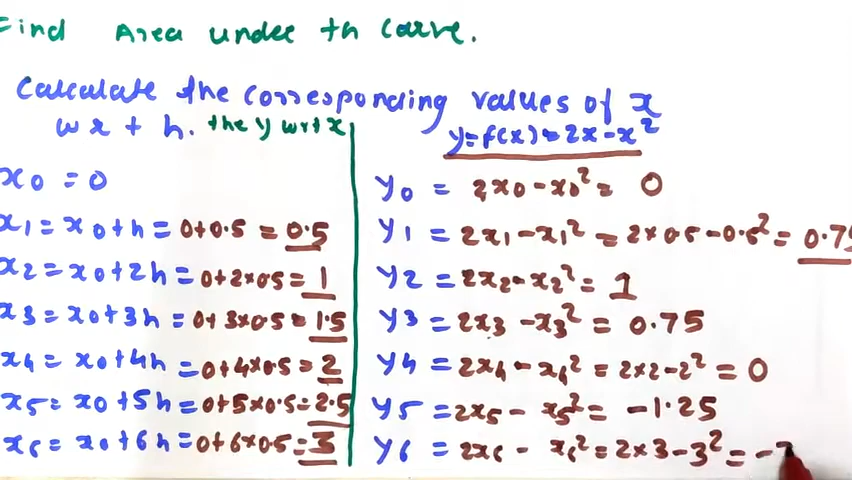 Find Area under th carve.
Calculate the corresponding values of x
w r t h. the y wrt x
y=f(x)=2x-x²
x0 = 0
y0 = 2x0-x0² = 0
x1 = x0+h = 0+0.5 = 0.5
y1 = 2x1-x1² = 2×0.5-0.5² = 0.75
x2 = x0+2h = 0+2×0.5 = 1
y2 = 2x2-x2² = 1
x3 = x0+3h = 0+3×0.5 = 1.5
y3 = 2x3-x3² = 0.75
x4 = x0+4h = 0+4×0.5 = 2
y4 = 2x4-x4² = 2×2-2² = 0
x5 = x0+5h = 0+5×0.5 = 2.5
y5 = 2x5-x5² = -1.25
x6 = x0+6h = 0+6×0.5 = 3
y6 = 2x6-x6² = 2×3-3² = -